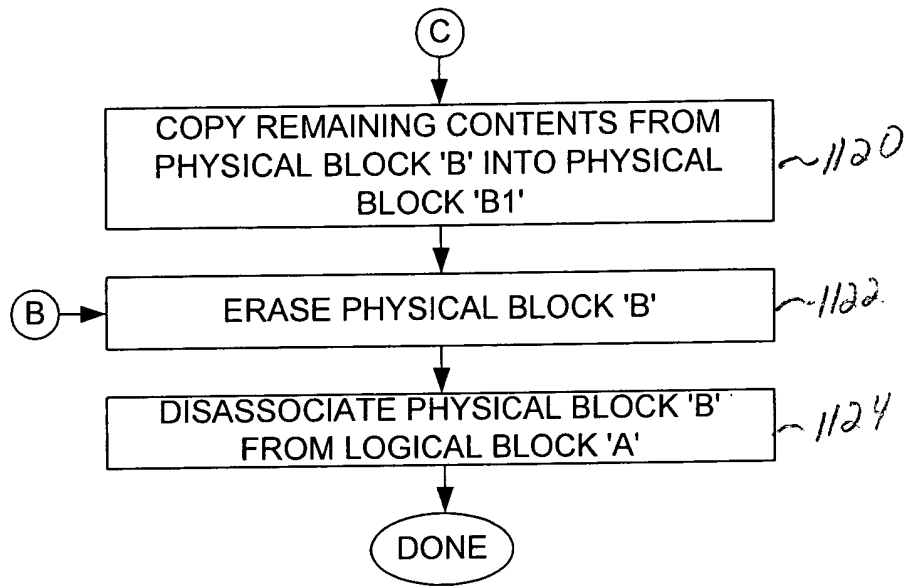 C
COPY REMAINING CONTENTS FROM
PHYSICAL BLOCK 'B' INTO PHYSICAL
BLOCK 'B1'
1120
B
ERASE PHYSICAL BLOCK 'B'
1122
DISASSOCIATE PHYSICAL BLOCK 'B'
FROM LOGICAL BLOCK 'A'
1124
DONE